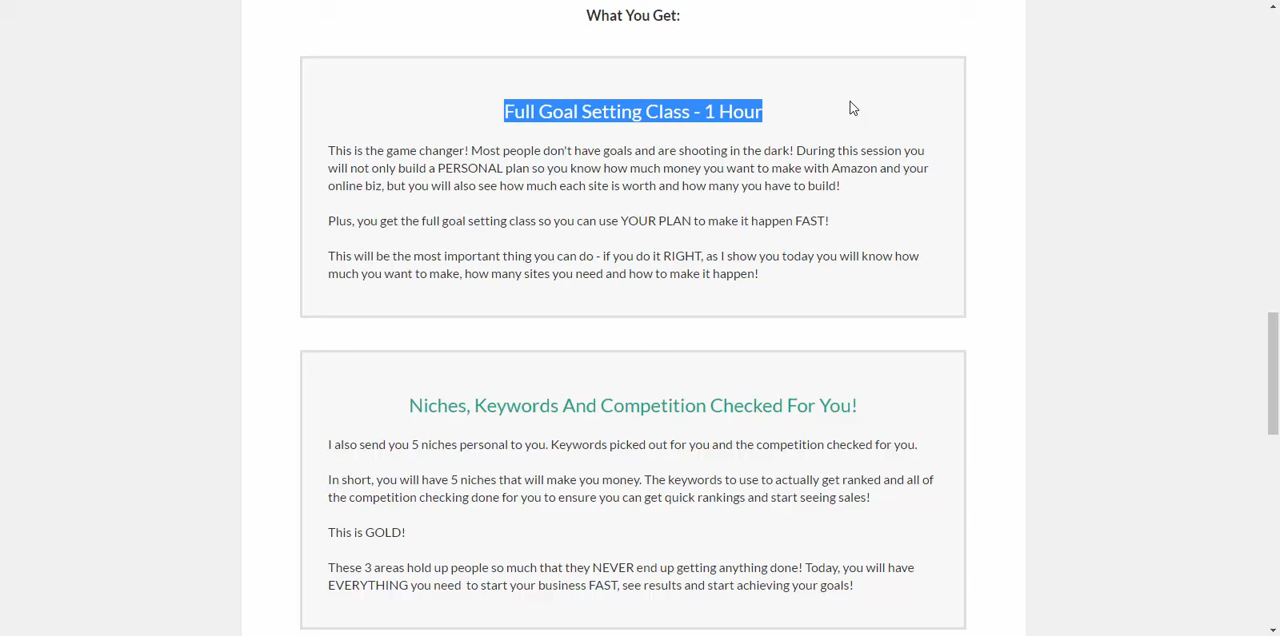 What You Get:
Full Goal Setting Class - 1 Hour
This is the game changer! Most people don't have goals and are shooting in the dark! During this session you
will not only build a PERSONAL plan so you know how much money you want to make with Amazon and your
online biz, but you will also see how much each site is worth and how many you have to build!
Plus, you get the full goal setting class so you can use YOUR PLAN to make it happen FAST!
This will be the most important thing you can do - if you do it RIGHT, as I show you today you will know how
much you want to make, how many sites you need and how to make it happen!
Niches, Keywords And Competition Checked For You!
I also send you 5 niches personal to you. Keywords picked out for you and the competition checked for you.
In short, you will have 5 niches that will make you money. The keywords to use to actually get ranked and all of
the competition checking done for you to ensure you can get quick rankings and start seeing sales!
This is GOLD!
These 3 areas hold up people so much that they NEVER end up getting anything done! Today, you will have
EVERYTHING you need to start your business FAST, see results and start achieving your goals!